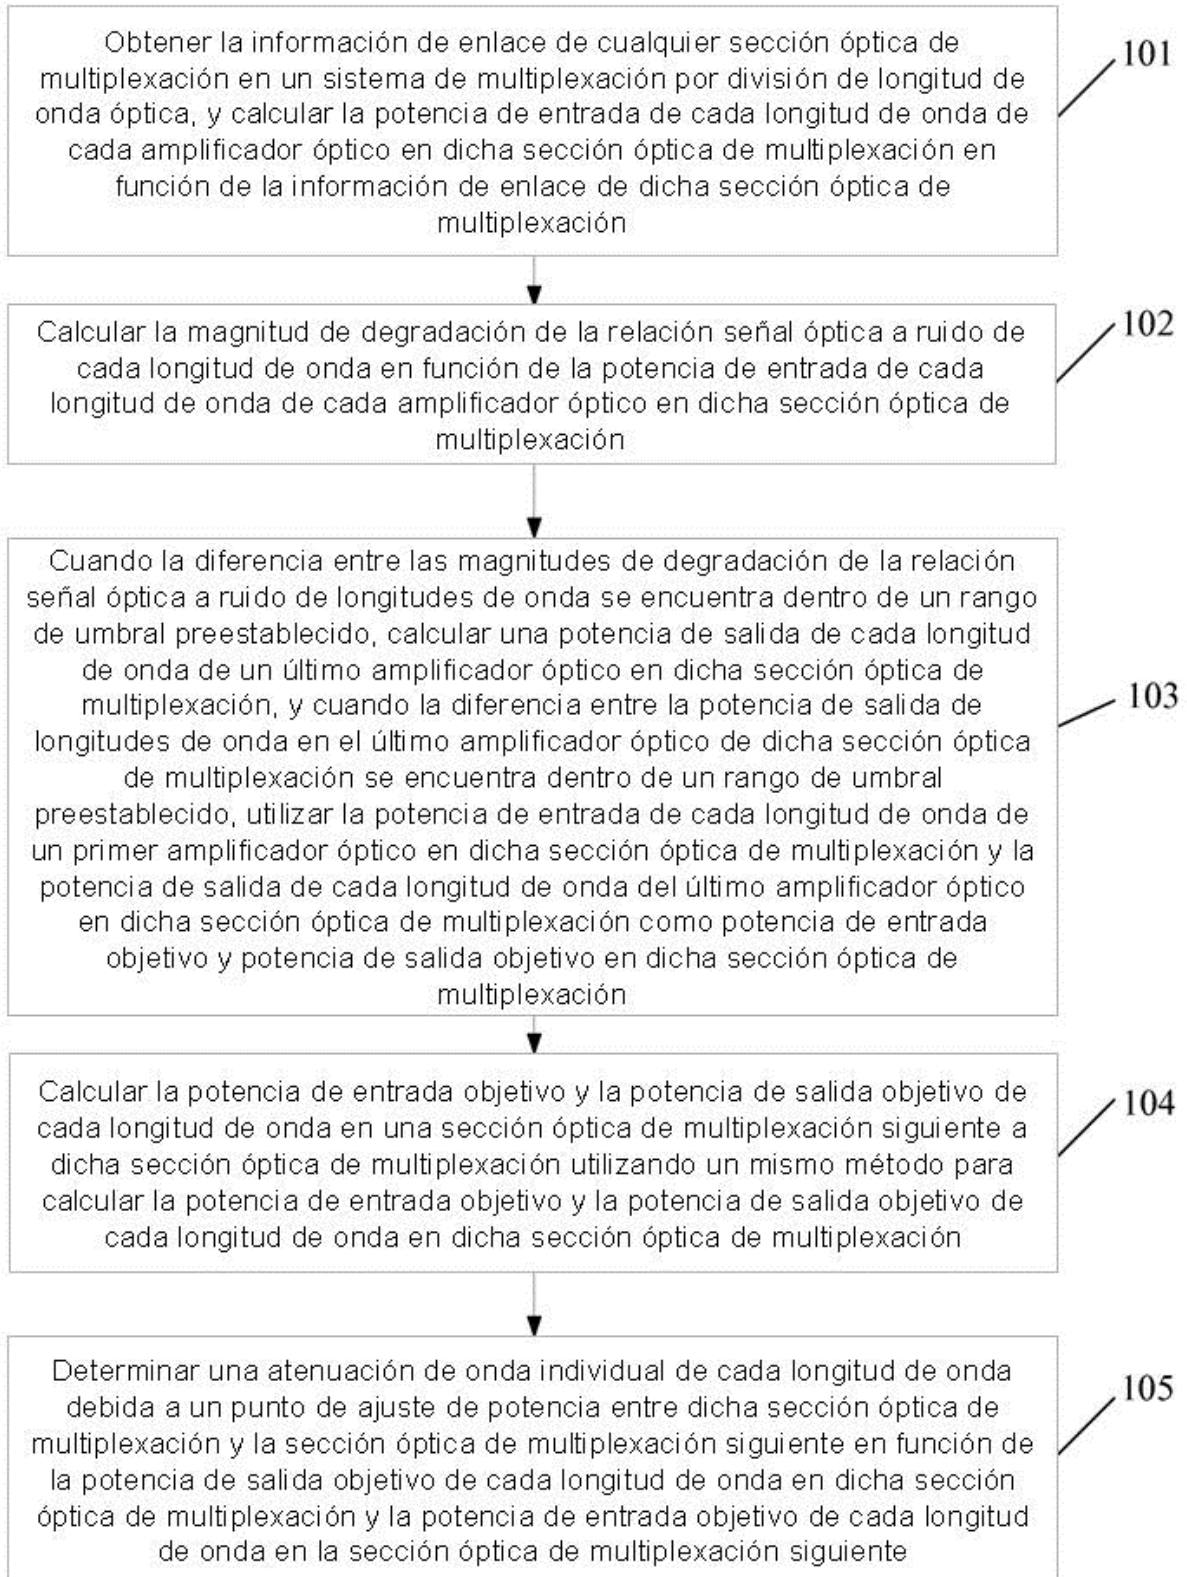 Obtener la información de enlace de cualquier sección óptica de
multiplexación en un sistema de multiplexación por división de longitud de
onda óptica, y calcular la potencia de entrada de cada longitud de onda de
cada amplificador óptico en dicha sección óptica de multiplexación en
función de la información de enlace de dicha sección óptica de
multiplexación
101
Calcular la magnitud de degradación de la relación señal óptica a ruido de
cada longitud de onda en función de la potencia de entrada de cada
longitud de onda de cada amplificador óptico en dicha sección óptica de
multiplexación
102
Cuando la diferencia entre las magnitudes de degradación de la relación
señal óptica a ruido de longitudes de onda se encuentra dentro de un rango
de umbral preestablecido, calcular una potencia de salida de cada longitud
de onda de un último amplificador óptico en dicha sección óptica de
multiplexación, y cuando la diferencia entre la potencia de salida de
longitudes de onda en el último amplificador óptico de dicha sección óptica
de multiplexación se encuentra dentro de un rango de umbral
preestablecido, utilizar la potencia de entrada de cada longitud de onda de
un primer amplificador óptico en dicha sección óptica de multiplexación y la
potencia de salida de cada longitud de onda del último amplificador óptico
en dicha sección óptica de multiplexación como potencia de entrada
objetivo y potencia de salida objetivo en dicha sección óptica de
multiplexación
103
Calcular la potencia de entrada objetivo y la potencia de salida objetivo de
cada longitud de onda en una sección óptica de multiplexación siguiente a
dicha sección óptica de multiplexación utilizando un mismo método para
calcular la potencia de entrada objetivo y la potencia de salida objetivo de
cada longitud de onda en dicha sección óptica de multiplexación
104
Determinar una atenuación de onda individual de cada longitud de onda
debida a un punto de ajuste de potencia entre dicha sección óptica de
multiplexación y la sección óptica de multiplexación siguiente en función de
la potencia de salida objetivo de cada longitud de onda en dicha sección
óptica de multiplexación y la potencia de entrada objetivo de cada longitud
de onda en la sección óptica de multiplexación siguiente
105